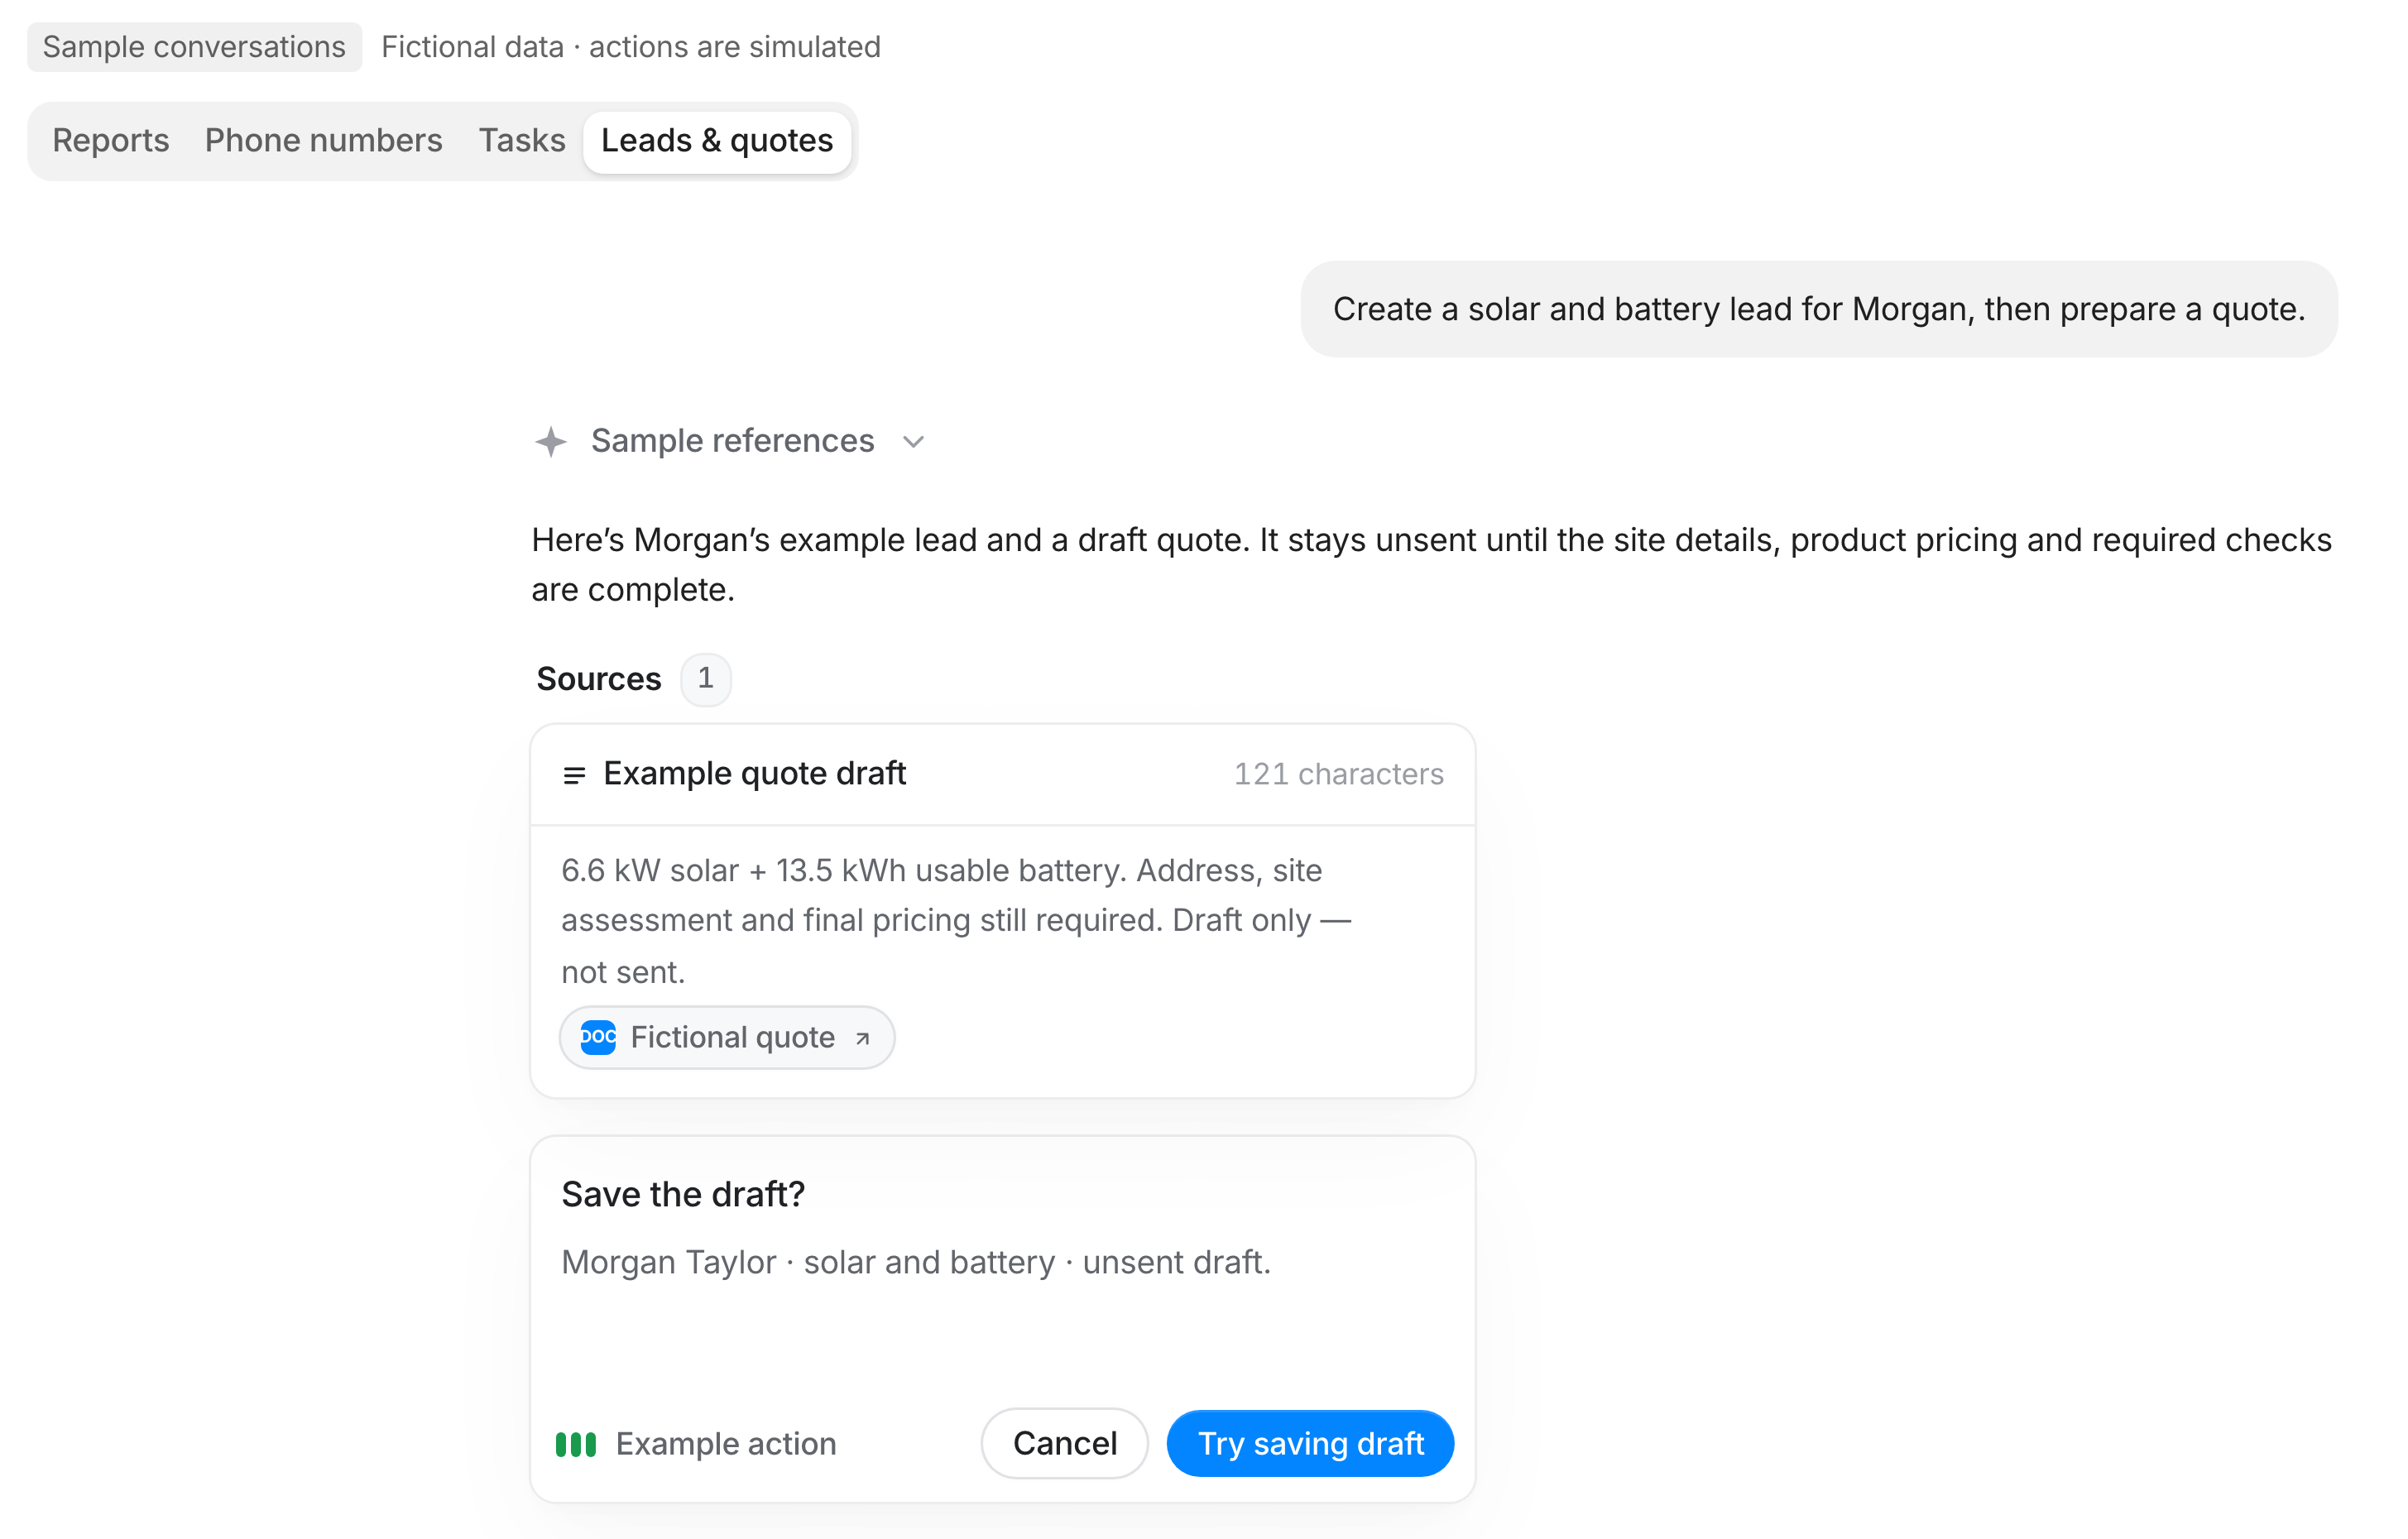 Sample conversations Fictional data · actions are simulated
Reports Phone numbers Tasks Leads & quotes
Create a solar and battery lead for Morgan, then prepare a quote.
Sample references
Here’s Morgan’s example lead and a draft quote. It stays unsent until the site details, product pricing and required checks
are complete.
Sources 1
Example quote draft 121 characters
6.6 kW solar + 13.5 kWh usable battery. Address, site
assessment and final pricing still required. Draft only —
not sent.
DOC Fictional quote
Save the draft?
Morgan Taylor · solar and battery · unsent draft.
Example action Cancel Try saving draft